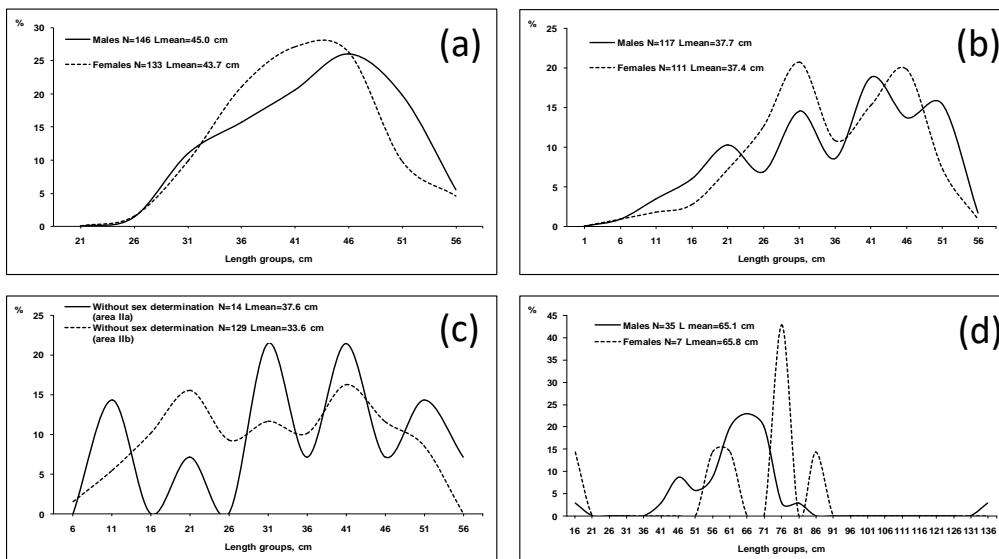 %
(a)
Males N=146 Lmean=45.0 cm
Females N=133 Lmean=43.7 cm
30
25
20
15
10
5
0
21 26 31 36 41 46 51 56
Length groups, cm
%
(b)
Males N=117 Lmean=37.7 cm
Females N=111 Lmean=37.4 cm
25
20
15
10
5
0
1 6 11 16 21 26 31 36 41 46 51 56
Length groups, cm
%
(c)
Without sex determination N=14 Lmean=37.6 cm
(area IIa)
Without sex determination N=129 Lmean=33.6 cm
(area IIb)
25
20
15
10
5
0
6 11 16 21 26 31 36 41 46 51 56
Length groups, cm
%
(d)
Males N=35 L mean=65.1 cm
Females N=7 Lmean=65.8 cm
45
40
35
30
25
20
15
10
5
0
16 21 26 31 36 41 46 51 56 61 66 71 76 81 86 91 96 101 106 111 116 121 126 131 136
Length groups, cm